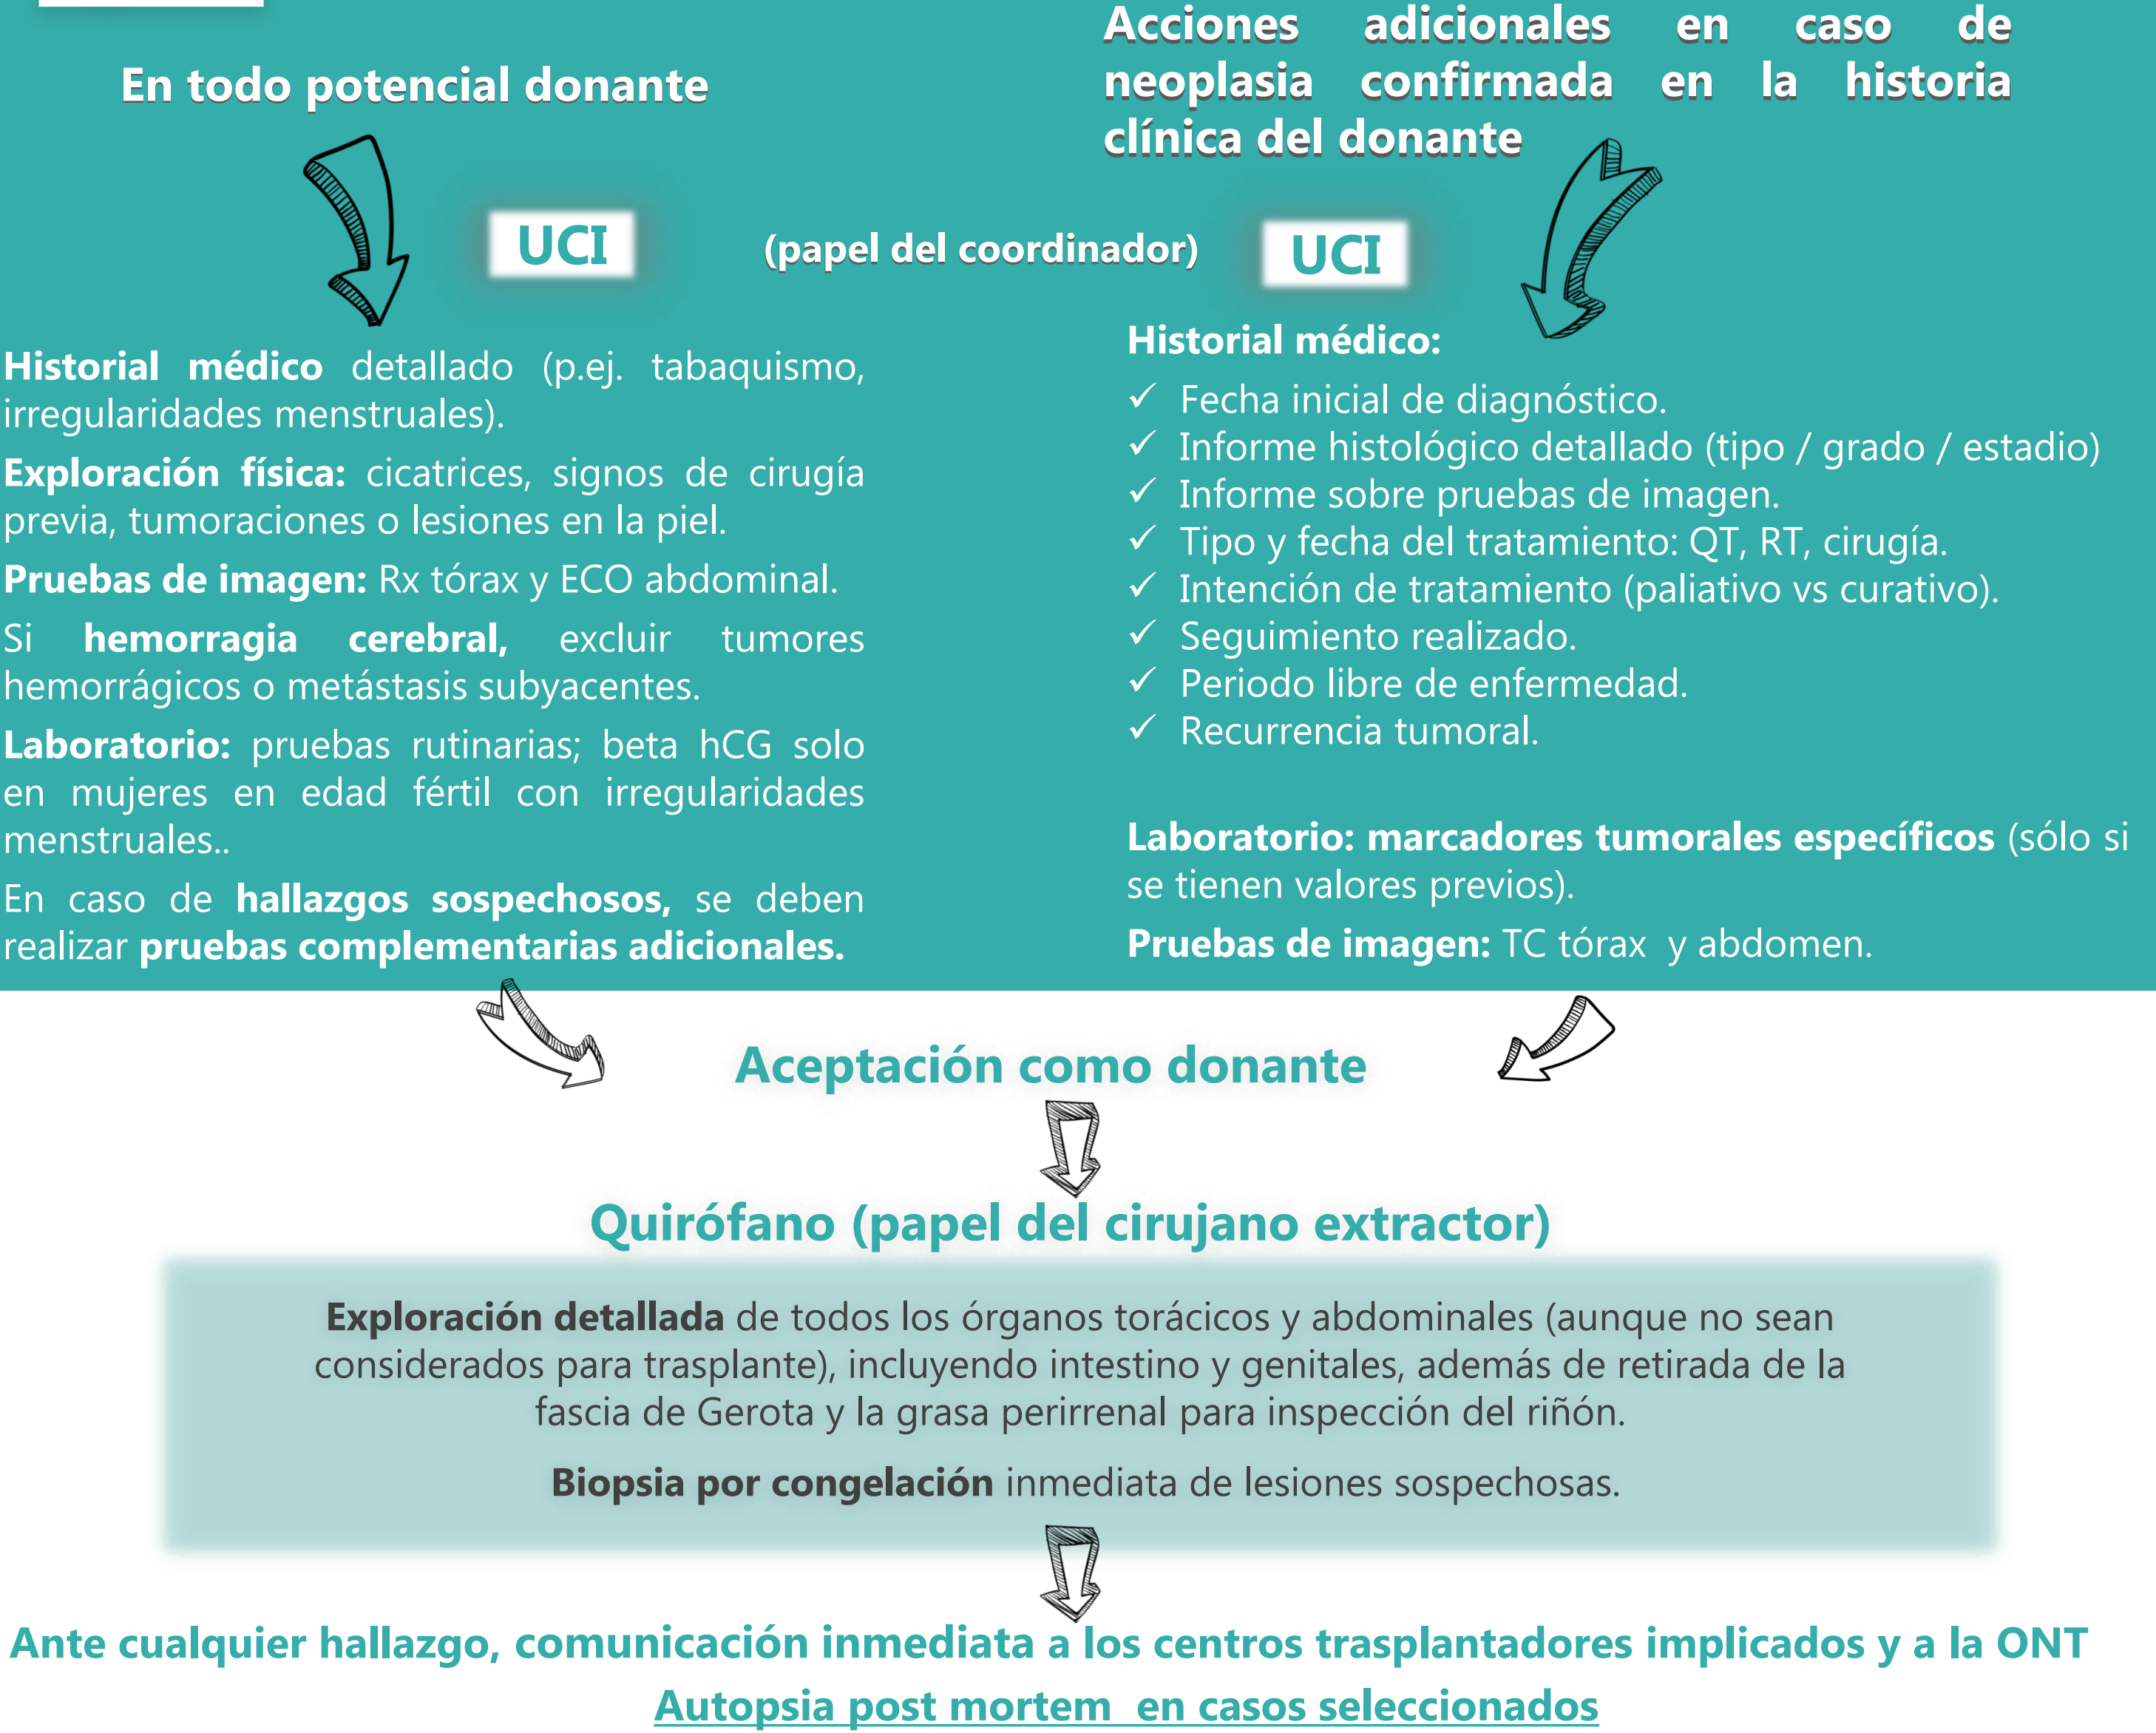 En todo potencial donante
Acciones adicionales en caso de
neoplasia confirmada en la historia
clínica del donante
UCI
(papel del coordinador)
UCI
Historial médico detallado (p.ej. tabaquismo,
irregularidades menstruales).
Exploración física: cicatrices, signos de cirugía
previa, tumoraciones o lesiones en la piel.
Pruebas de imagen: Rx tórax y ECO abdominal.
Si hemorragia cerebral, excluir tumores
hemorrágicos o metástasis subyacentes.
Laboratorio: pruebas rutinarias; beta hCG solo
en mujeres en edad fértil con irregularidades
menstruales..
En caso de hallazgos sospechosos, se deben
realizar pruebas complementarias adicionales.
Historial médico:
✓ Fecha inicial de diagnóstico.
✓ Informe histológico detallado (tipo / grado / estadio)
✓ Informe sobre pruebas de imagen.
✓ Tipo y fecha del tratamiento: QT, RT, cirugía.
✓ Intención de tratamiento (paliativo vs curativo).
✓ Seguimiento realizado.
✓ Periodo libre de enfermedad.
✓ Recurrencia tumoral.
Laboratorio: marcadores tumorales específicos (sólo si
se tienen valores previos).
Pruebas de imagen: TC tórax y abdomen.
Aceptación como donante
Quirófano (papel del cirujano extractor)
Exploración detallada de todos los órganos torácicos y abdominales (aunque no sean
considerados para trasplante), incluyendo intestino y genitales, además de retirada de la
fascia de Gerota y la grasa perirrenal para inspección del riñón.
Biopsia por congelación inmediata de lesiones sospechosas.
Ante cualquier hallazgo, comunicación inmediata a los centros trasplantadores implicados y a la ONT
Autopsia post mortem en casos seleccionados